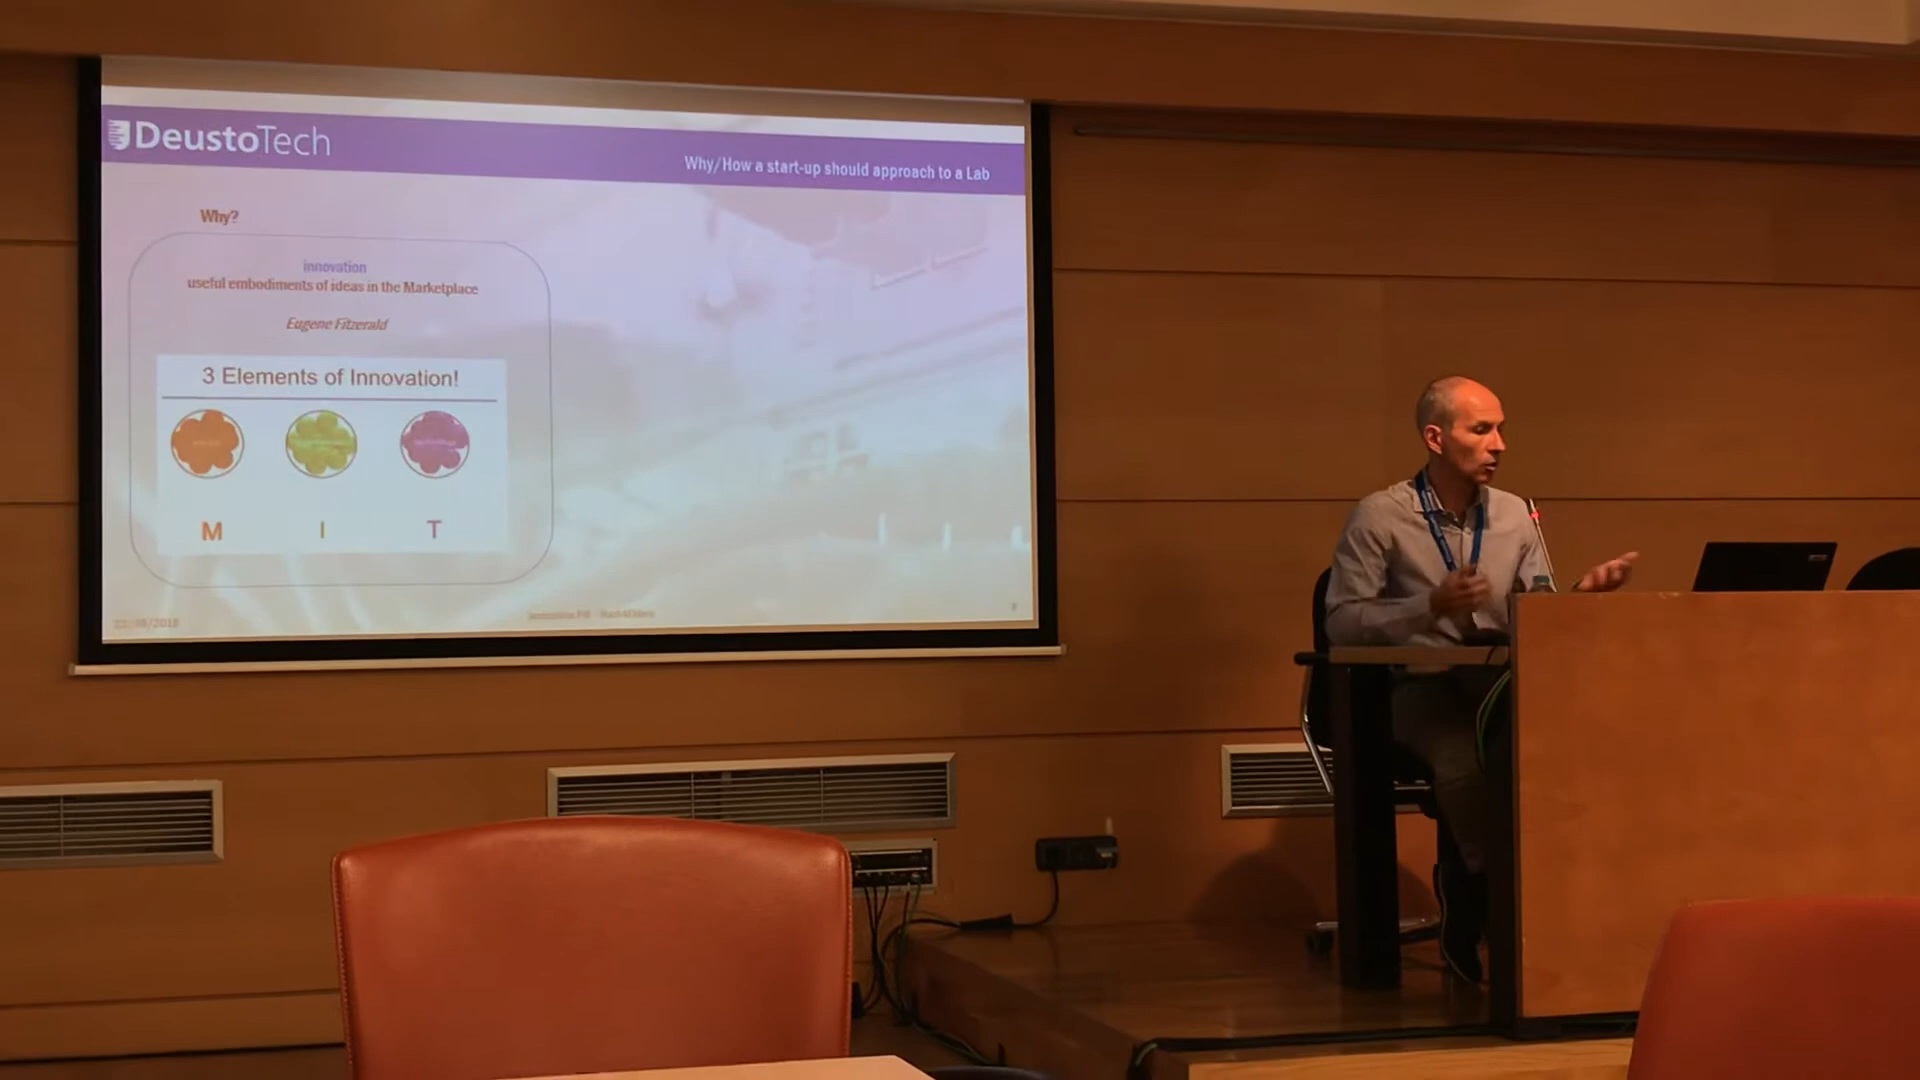 DeustoTech
Why/How a start-up should approach to a Lab
Why?
innovation
useful embodiments of ideas in the Marketplace
Eugene Fitzerald
3 Elements of Innovation!
M I T